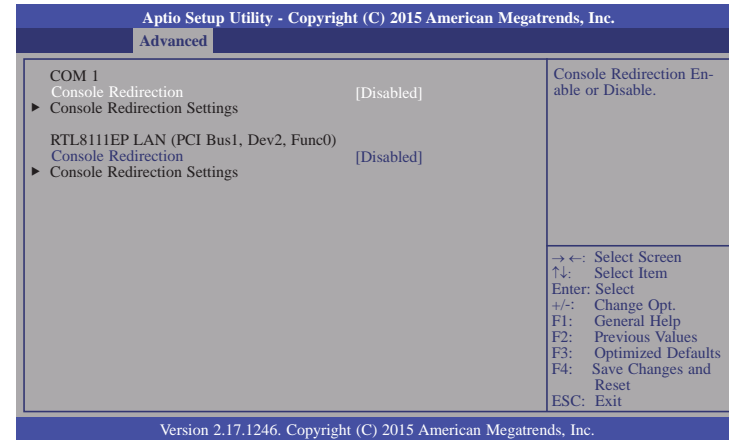 Aptio Setup Utility - Copyright (C) 2015 American Megatrends, Inc.
Advanced
COM 1
Console Redirection [Disabled]
► Console Redirection Settings
RTL8111EP LAN (PCI Bus1, Dev2, Func0)
Console Redirection [Disabled]
► Console Redirection Settings
Console Redirection En-
able or Disable.
→←: Select Screen
↑↓: Select Item
Enter: Select
+/-: Change Opt.
F1: General Help
F2: Previous Values
F3: Optimized Defaults
F4: Save Changes and
Reset
ESC: Exit
Version 2.17.1246. Copyright (C) 2015 American Megatrends, Inc.